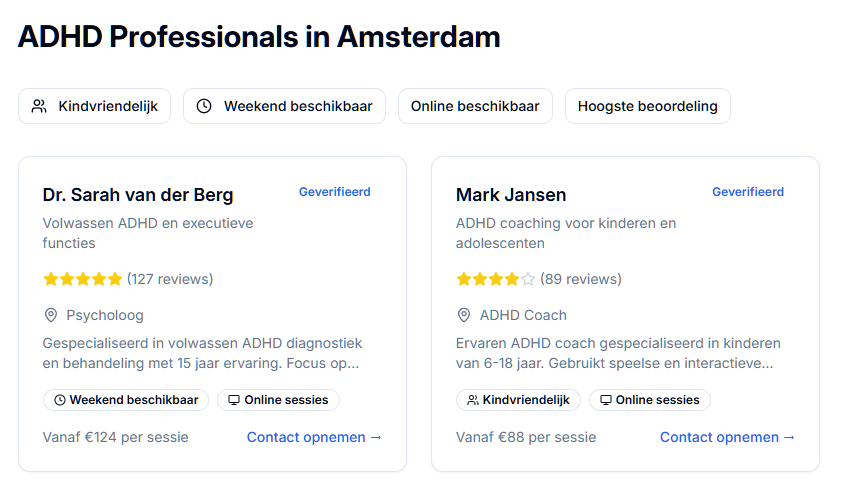 ADHD Professionals in Amsterdam
Kindvriendelijk
Weekend beschikbaar
Online beschikbaar
Hoogste beoordeling
Dr. Sarah van der Berg
Geverifieerd
Volwassen ADHD en executieve
functies
(127 reviews)
Psycholoog
Gespecialiseerd in volwassen ADHD diagnostiek
en behandeling met 15 jaar ervaring. Focus op...
Weekend beschikbaar
Online sessies
Vanaf €124 per sessie
Contact opnemen →
Mark Jansen
Geverifieerd
ADHD coaching voor kinderen en
adolescenten
(89 reviews)
ADHD Coach
Ervaren ADHD coach gespecialiseerd in kinderen
van 6-18 jaar. Gebruikt speelse en interactieve...
Kindvriendelijk
Online sessies
Vanaf €88 per sessie
Contact opnemen →